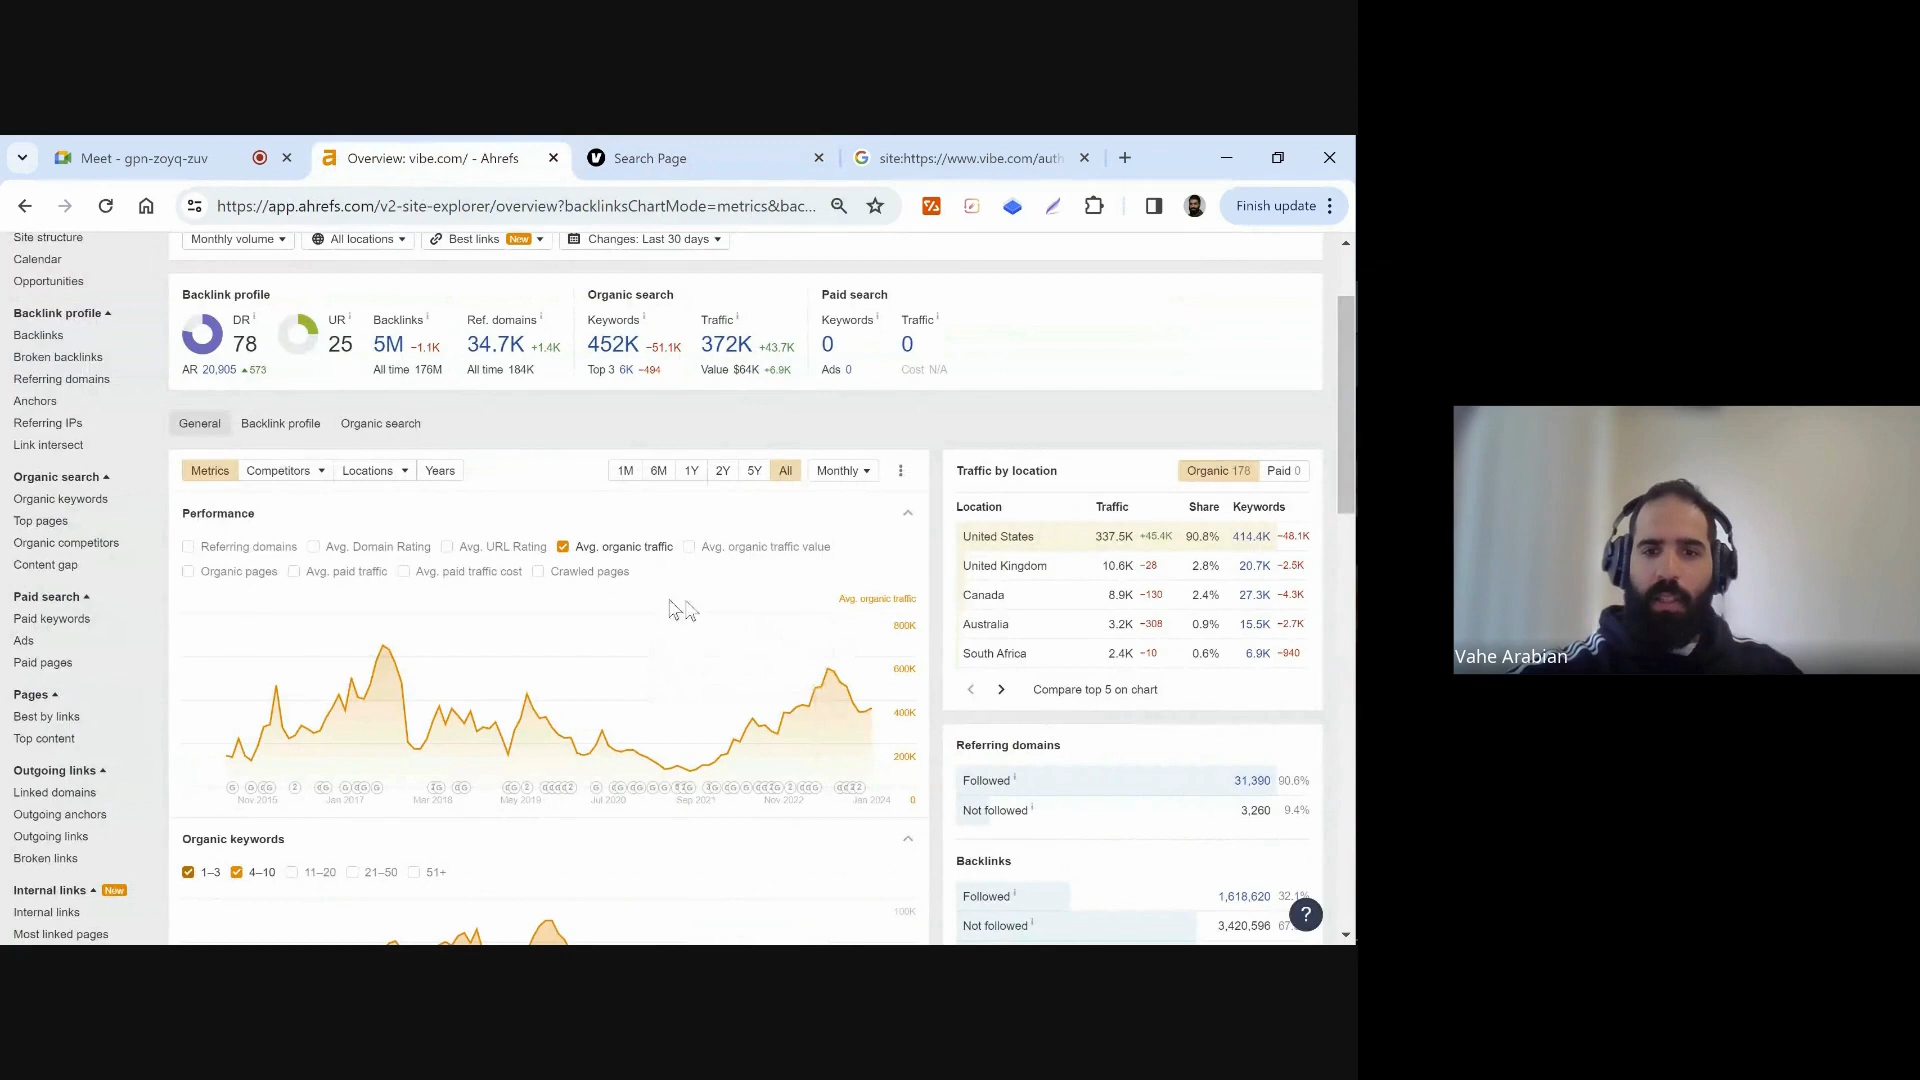 Meet - gpn-zoyq-zuv
Overview: vibe.com/ - Ahrefs
Search Page
site:https://www.vibe.com/auth
https://app.ahrefs.com/v2-site-explorer/overview?backlinksChartMode=metrics&bac...
Finish update
Site structure
Calendar
Opportunities
Backlink profile
Backlinks
Broken backlinks
Referring domains
Anchors
Referring IPs
Link intersect
Organic search
Organic keywords
Top pages
Organic competitors
Content gap
Paid search
Paid keywords
Ads
Paid pages
Pages
Best by links
Top content
Outgoing links
Linked domains
Outgoing anchors
Outgoing links
Broken links
Internal links New
Internal links
Most linked pages
Monthly volume All locations Best links New Changes: Last 30 days
Backlink profile
DR UR Backlinks Ref. domains
78 25 5M −1.1K 34.7K +1.4K
AR 20,905 573 All time 176M All time 184K
Organic search
Keywords Traffic
452K −51.1K 372K +43.7K
Top 3 6K −494 Value $64K +6.9K
Paid search
Keywords Traffic
0 0
Ads 0 Cost N/A
General Backlink profile Organic search
Metrics Competitors Locations Years 1M 6M 1Y 2Y 5Y All Monthly
Performance
Referring domains Avg. Domain Rating Avg. URL Rating Avg. organic traffic Avg. organic traffic value
Organic pages Avg. paid traffic Avg. paid traffic cost Crawled pages
Avg. organic traffic
800K
600K
400K
200K
0
Nov 2015 Jan 2017 Mar 2018 May 2019 Jul 2020 Sep 2021 Nov 2022 Jan 2024
Organic keywords
1–3 4–10 11–20 21–50 51+
100K
Traffic by location Organic 178 Paid 0
Location Traffic Share Keywords
United States 337.5K +45.4K 90.8% 414.4K −48.1K
United Kingdom 10.6K −28 2.8% 20.7K −2.5K
Canada 8.9K −130 2.4% 27.3K −4.3K
Australia 3.2K −308 0.9% 15.5K −2.7K
South Africa 2.4K −10 0.6% 6.9K −940
Compare top 5 on chart
Referring domains
Followed 31,390 90.6%
Not followed 3,260 9.4%
Backlinks
Followed 1,618,620 32.1%
Not followed 3,420,596
?
Vahe Arabian